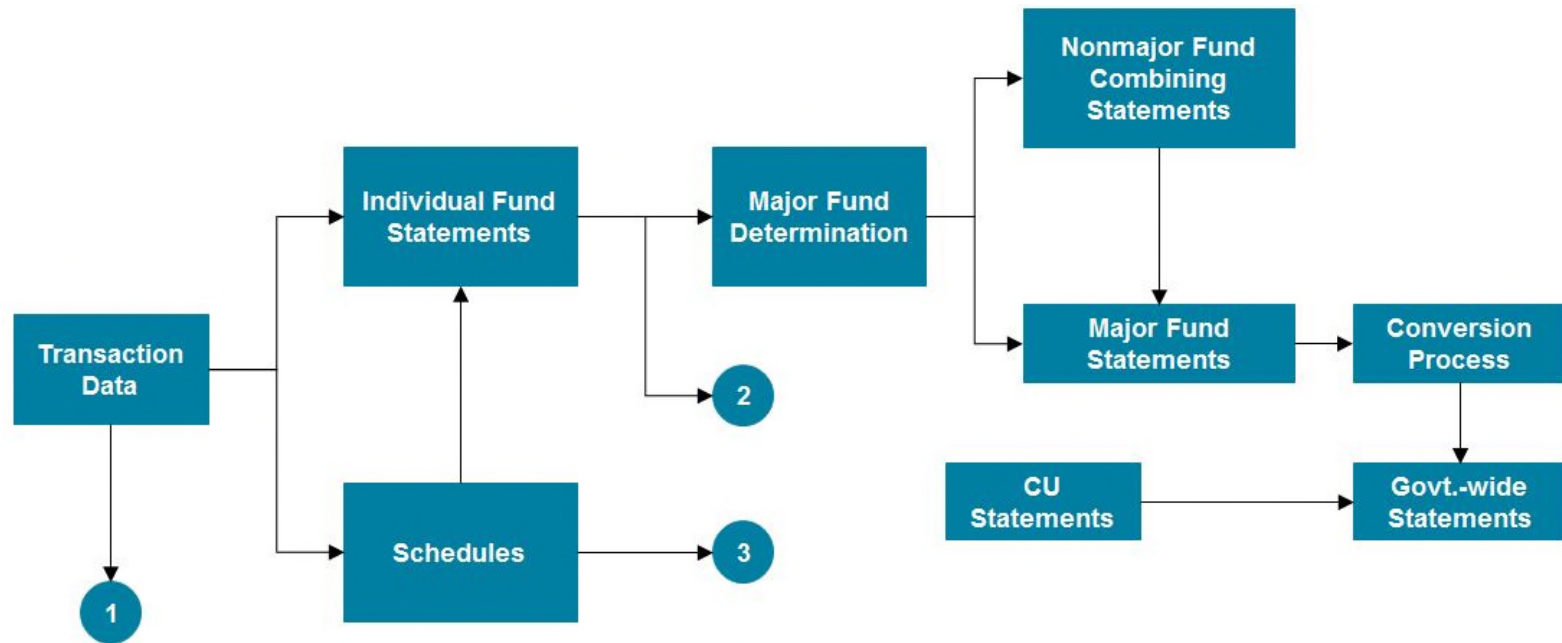 Nonmajor Fund
Combining
Statements
Individual Fund
Statements
Major Fund
Determination
Transaction
Data
Major Fund
Statements
Conversion
Process
2
CU
Statements
Govt.-wide
Statements
Schedules
3
1